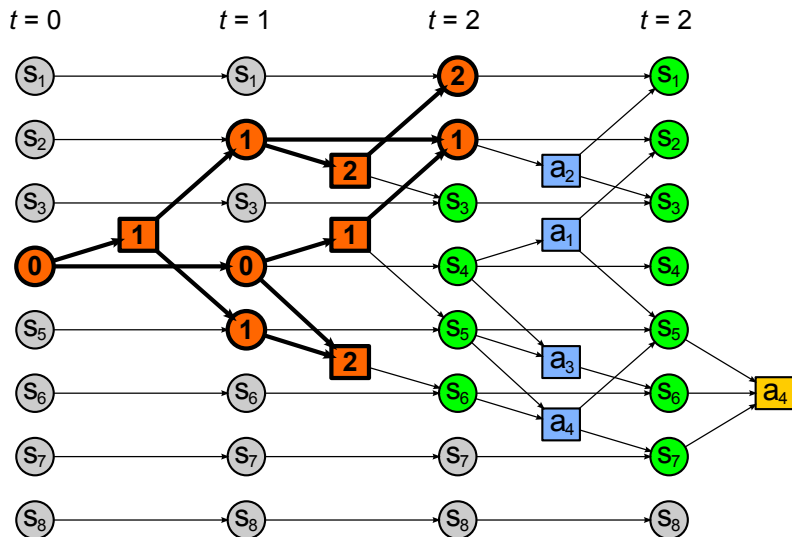 t = 0 t = 1 t = 2 t = 2
s₁ s₁ 2 s₁
s₂ 1 1 s₂
2 a₂
s₃ s₃ s₃ s₃
1 1 a₁
0 0 s₄ s₄
s₅ 1 s₅ s₅
2 a₃
s₆ s₆ s₆ s₆ a₄
a₄
s₇ s₇ s₇ s₇
s₈ s₈ s₈ s₈